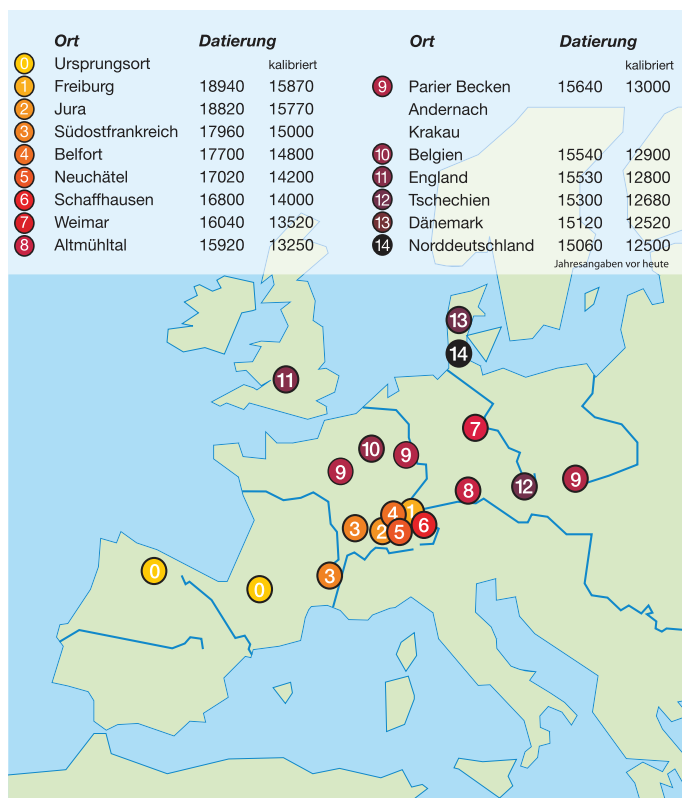 Ort Datierung
0 Ursprungsort kalibriert
1 Freiburg 18940 15870
2 Jura 18820 15770
3 Südostfrankreich 17960 15000
4 Belfort 17700 14800
5 Neuchâtel 17020 14200
6 Schaffhausen 16800 14000
7 Weimar 16040 13520
8 Altmühltal 15920 13250
Ort Datierung
kalibriert
9 Parier Becken 15640 13000
Andernach
Krakau
10 Belgien 15540 12900
11 England 15530 12800
12 Tschechien 15300 12680
13 Dänemark 15120 12520
14 Norddeutschland 15060 12500
Jahresangaben vor heute
13
14
11
7
10
9
9
9
8
12
4
1
3
2
5
6
3
0
0